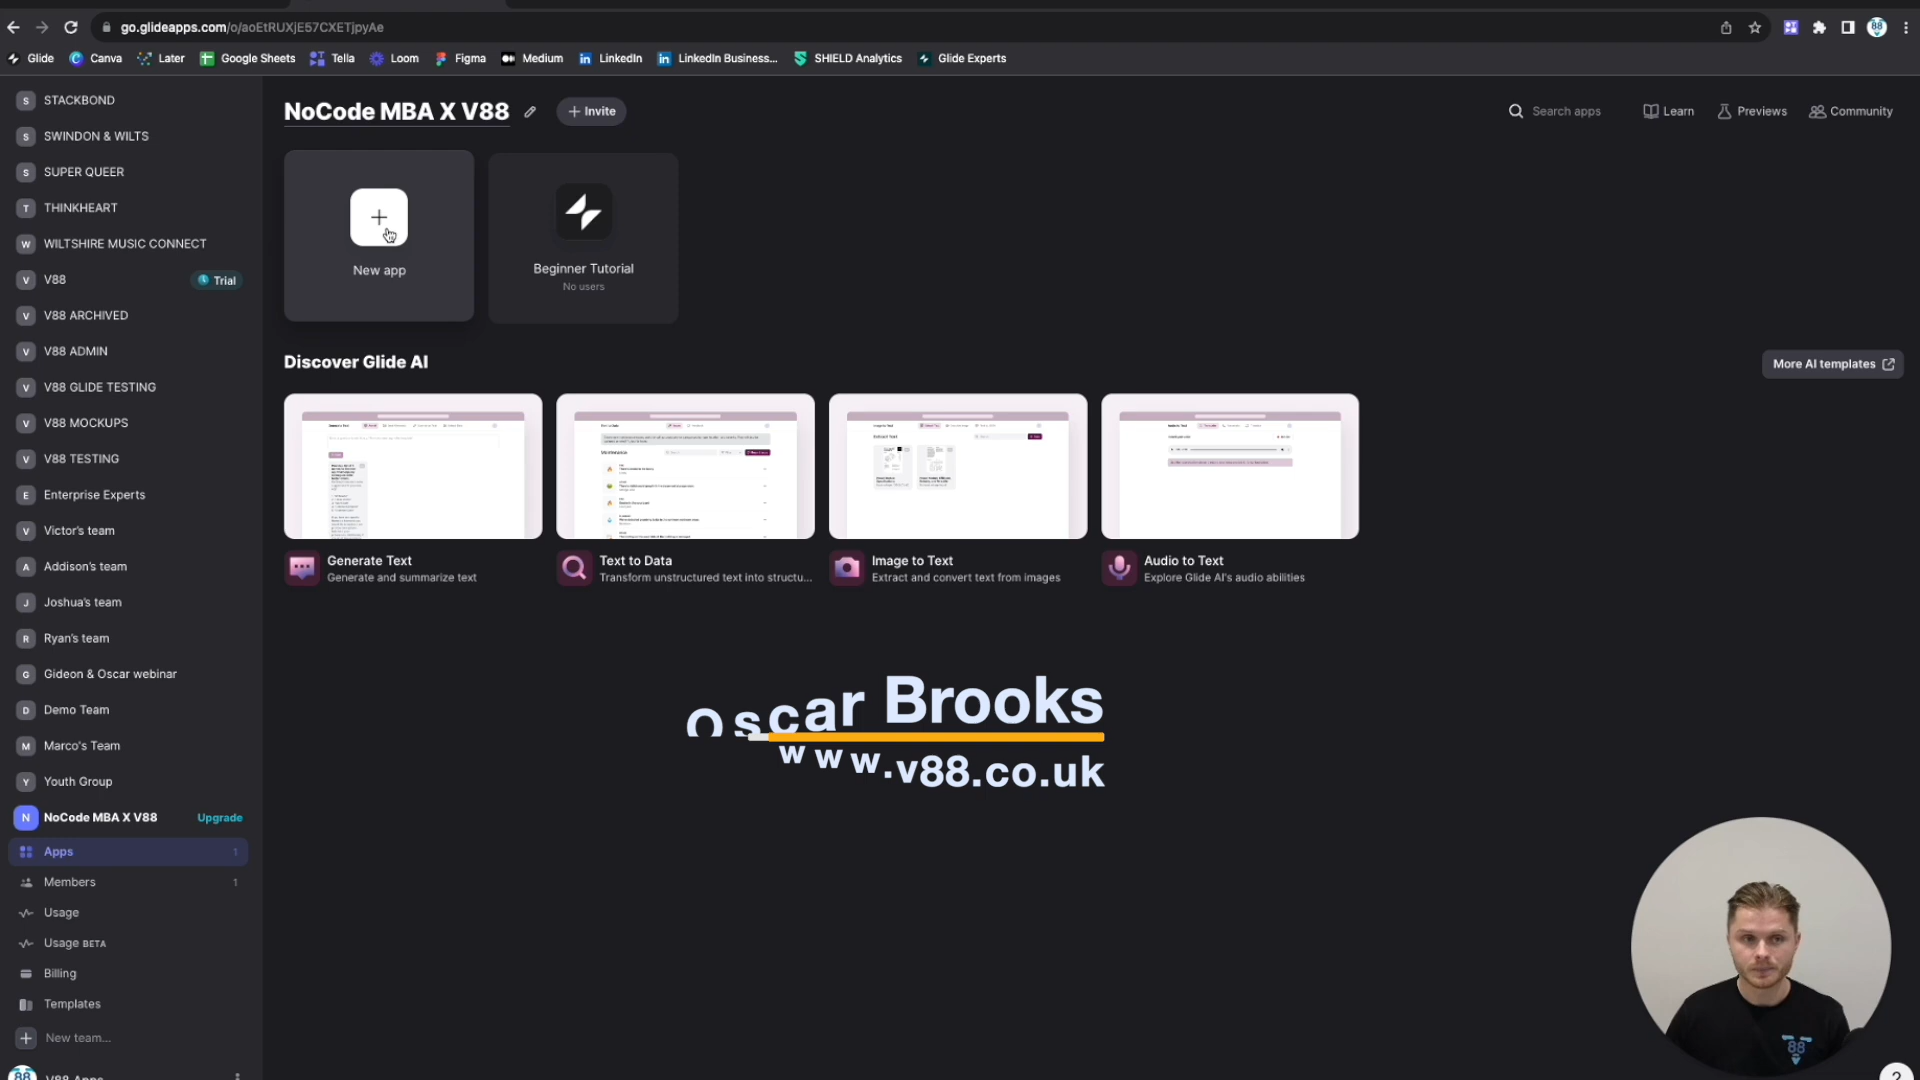 go.glideapps.com/o/aoEtRUXjE57CXETjpyAe
Glide
Canva
Later
Google Sheets
Tella
Loom
Figma
Medium
LinkedIn
LinkedIn Business...
SHIELD Analytics
Glide Experts
S STACKBOND
S SWINDON & WILTS
S SUPER QUEER
T THINKHEART
W WILTSHIRE MUSIC CONNECT
V V88 Trial
V V88 ARCHIVED
V V88 ADMIN
V V88 GLIDE TESTING
V V88 MOCKUPS
V V88 TESTING
E Enterprise Experts
V Victor's team
A Addison's team
J Joshua's team
R Ryan's team
G Gideon & Oscar webinar
D Demo Team
M Marco's Team
Y Youth Group
N NoCode MBA X V88 Upgrade
Apps 1
Members 1
Usage
Usage BETA
Billing
Templates
New team...
88 V88 Apps
NoCode MBA X V88
Invite
Search apps
Learn
Previews
Community
New app
Beginner Tutorial
No users
Discover Glide AI
More AI templates
Generate Text
Generate and summarize text
Text to Data
Transform unstructured text into structu...
Image to Text
Extract and convert text from images
Audio to Text
Explore Glide AI's audio abilities
Oscar Brooks
www.v88.co.uk
88
?